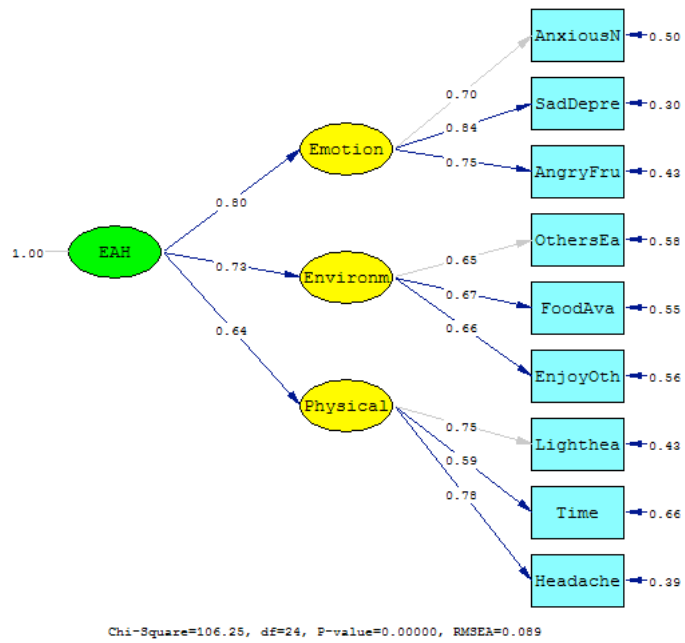 AnxiousN 0.50
0.70
SadDepre 0.30
0.84
Emotion
0.75
AngryFru 0.43
0.80
OthersEa 0.58
1.00 EAH
0.65
0.73
Environm
0.67
FoodAva 0.55
0.66
0.64
EnjoyOth 0.56
Physical
0.75
Lighthea 0.43
0.59
0.78
Time 0.66
Headache 0.39
Chi-Square=106.25, df=24, P-value=0.00000, RMSEA=0.089